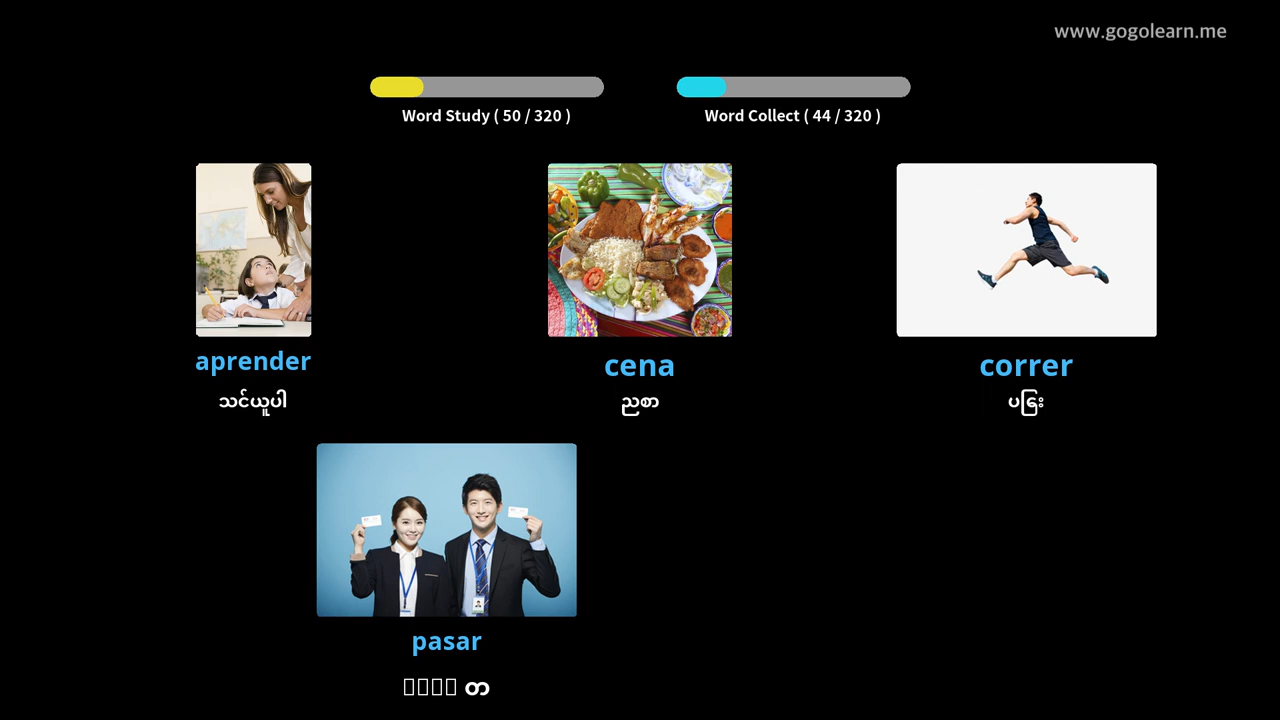 www.gogolearn.me
Word Study ( 50 / 320 )
Word Collect ( 44 / 320 )
aprender
cena
correr
သင်ယူပါ
ညစာ
ပြေး
pasar
တာ